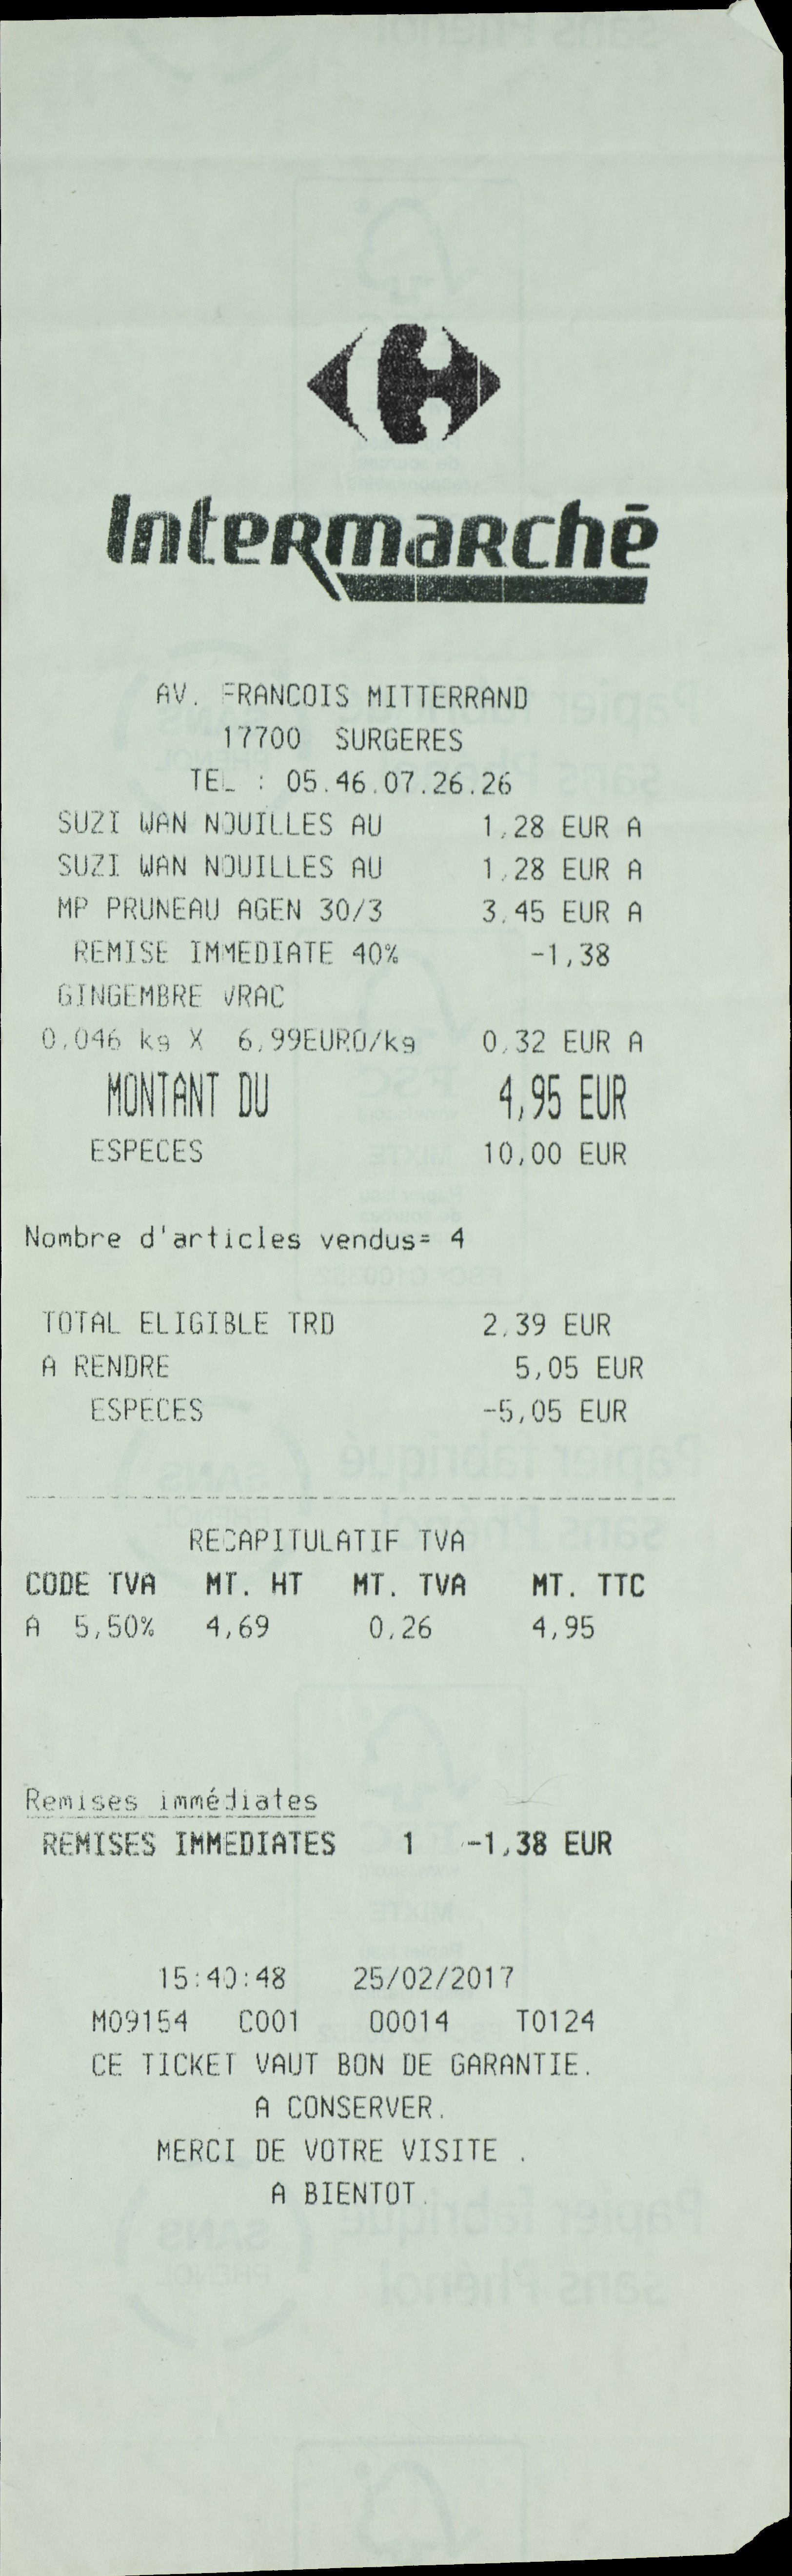 Intermarché
AV. FRANCOIS MITTERRAND
17700 SURGERES
TEL : 05.46.07.26.26
SUZI WAN NOUILLES AU 1,28 EUR A
SUZI WAN NOUILLES AU 1,28 EUR A
MP PRUNEAU AGEN 30/3 3,45 EUR A
REMISE IMMEDIATE 40% -1,38
GINGEMBRE VRAC
0,046 kg X 6,99EURO/kg 0,32 EUR A
MONTANT DU 4,95 EUR
ESPECES 10,00 EUR
Nombre d'articles vendus= 4
TOTAL ELIGIBLE TRD 2,39 EUR
A RENDRE 5,05 EUR
ESPECES -5,05 EUR
RECAPITULATIF TVA
CODE TVA MT. HT MT. TVA MT. TTC
A 5,50% 4,69 0,26 4,95
Remises immédiates
REMISES IMMEDIATES 1 -1,38 EUR
15:40:48 25/02/2017
M09154 C001 00014 T0124
CE TICKET VAUT BON DE GARANTIE.
A CONSERVER.
MERCI DE VOTRE VISITE .
A BIENTOT.